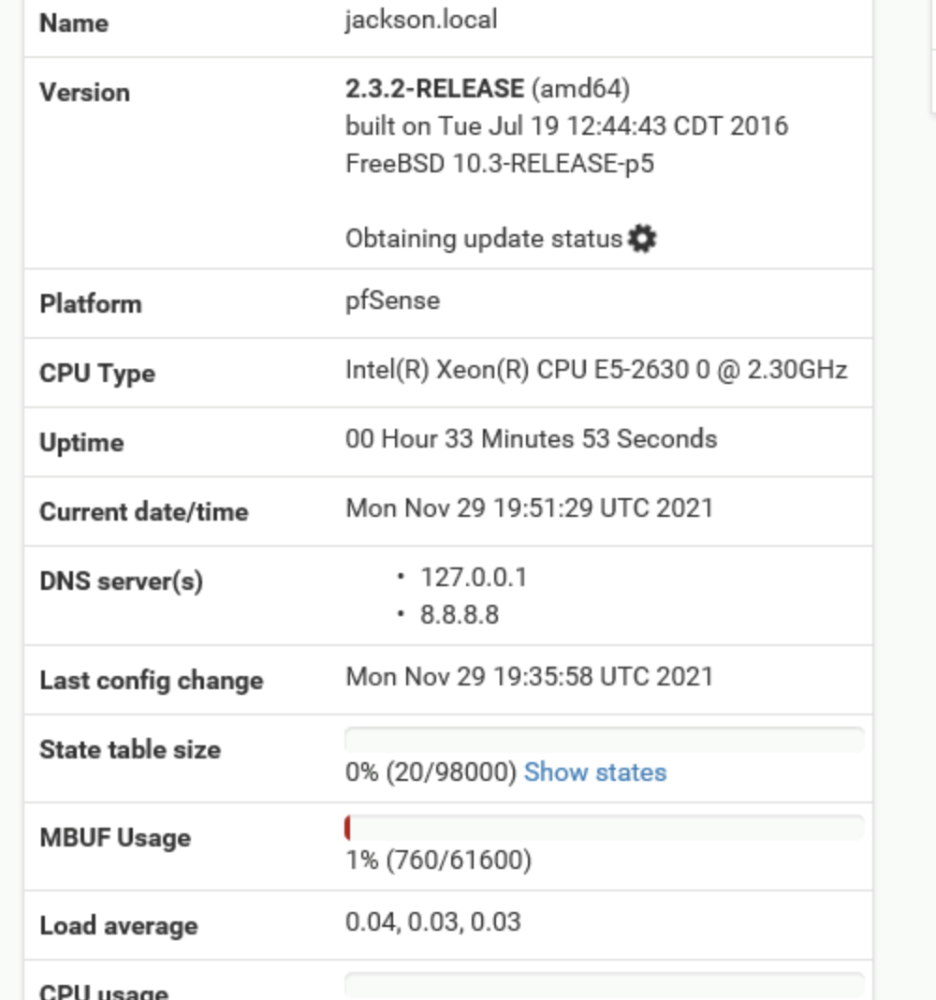 Name jackson.local
Version 2.3.2-RELEASE (amd64)
built on Tue Jul 19 12:44:43 CDT 2016
FreeBSD 10.3-RELEASE-p5
Obtaining update status
Platform pfSense
CPU Type Intel(R) Xeon(R) CPU E5-2630 0 @ 2.30GHz
Uptime 00 Hour 33 Minutes 53 Seconds
Current date/time Mon Nov 29 19:51:29 UTC 2021
DNS server(s) • 127.0.0.1
• 8.8.8.8
Last config change Mon Nov 29 19:35:58 UTC 2021
State table size
0% (20/98000) Show states
MBUF Usage
1% (760/61600)
Load average 0.04, 0.03, 0.03
CPU usage